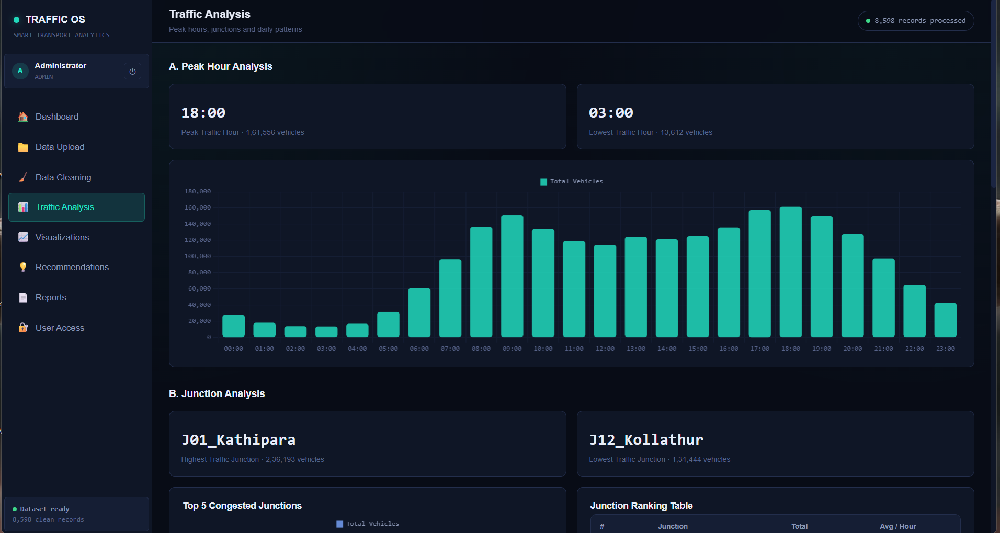 TRAFFIC OS
SMART TRANSPORT ANALYTICS
A
Administrator
ADMIN
Dashboard
Data Upload
Data Cleaning
Traffic Analysis
Visualizations
Recommendations
Reports
User Access
Dataset ready
8,598 clean records
Traffic Analysis
Peak hours, junctions and daily patterns
8,598 records processed
A. Peak Hour Analysis
18:00
Peak Traffic Hour · 1,61,556 vehicles
03:00
Lowest Traffic Hour · 13,612 vehicles
Total Vehicles
180,000
160,000
140,000
120,000
100,000
80,000
60,000
40,000
20,000
0
00:00 01:00 02:00 03:00 04:00 05:00 06:00 07:00 08:00 09:00 10:00 11:00 12:00 13:00 14:00 15:00 16:00 17:00 18:00 19:00 20:00 21:00 22:00 23:00
B. Junction Analysis
J01_Kathipara
Highest Traffic Junction · 2,36,193 vehicles
J12_Kollathur
Lowest Traffic Junction · 1,31,444 vehicles
Top 5 Congested Junctions
Total Vehicles
Junction Ranking Table
# Junction Total Avg / Hour